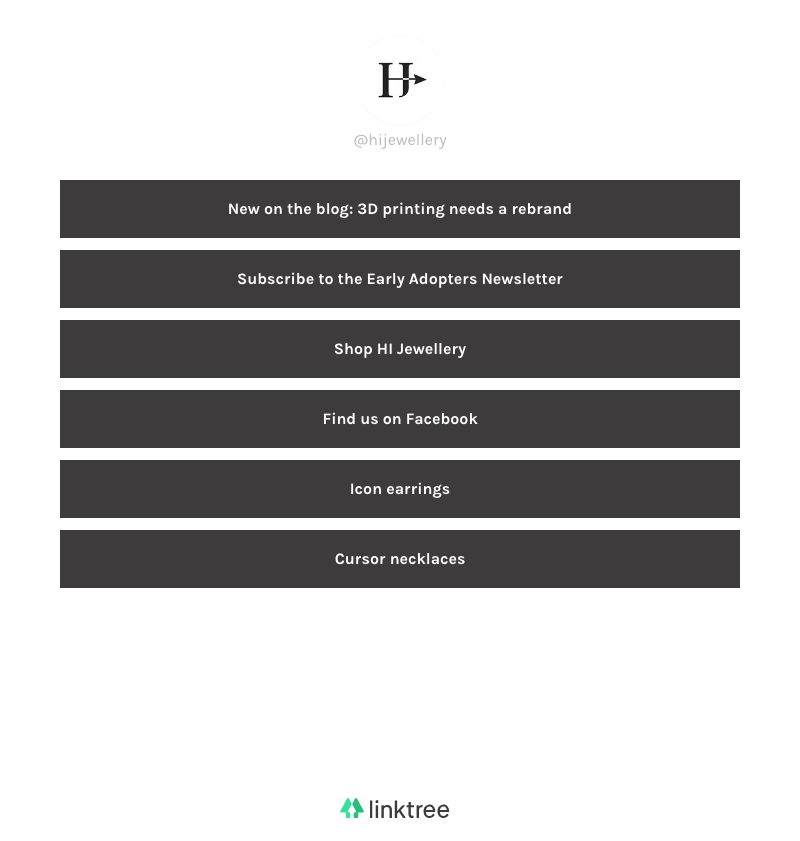 HJ
@hijewellery
New on the blog: 3D printing needs a rebrand
Subscribe to the Early Adopters Newsletter
Shop HI Jewellery
Find us on Facebook
Icon earrings
Cursor necklaces
linktree